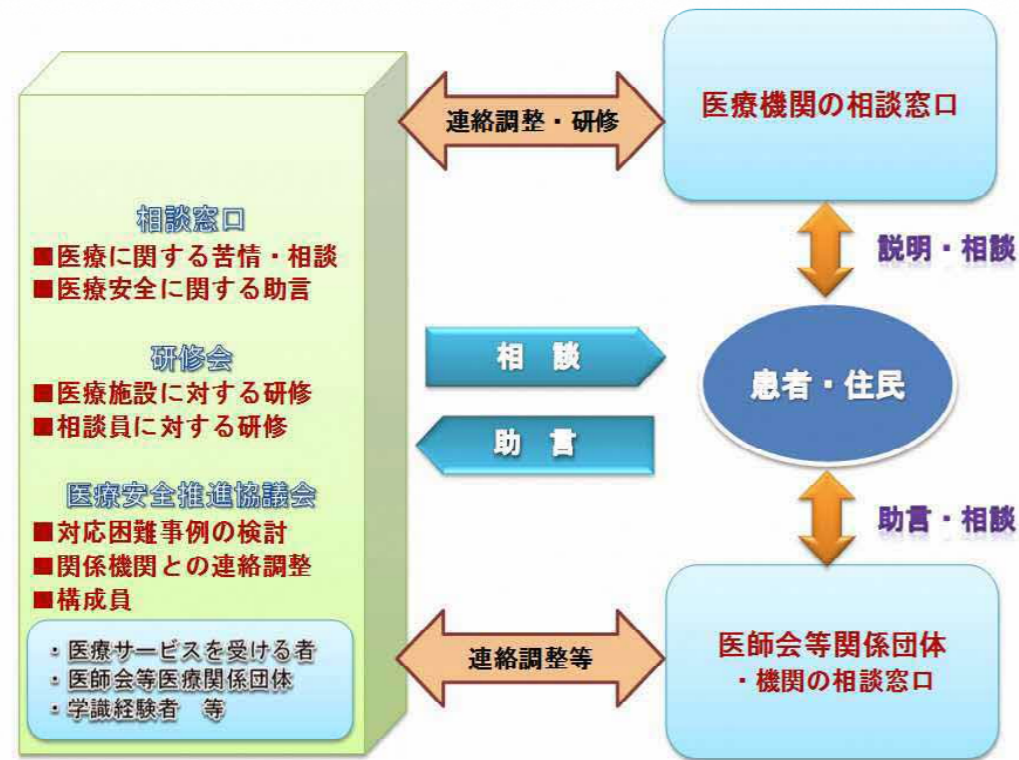 相談窓口
■医療に関する苦情・相談
■医療安全に関する助言
研修会
■医療施設に対する研修
■相談員に対する研修
医療安全推進協議会
■対応困難事例の検討
■関係機関との連絡調整
■構成員
・医療サービスを受ける者
・医師会等医療関係団体
・学識経験者　等
連絡調整・研修
相　談
助　言
連絡調整等
医療機関の相談窓口
説明・相談
患者・住民
助言・相談
医師会等関係団体
・機関の相談窓口